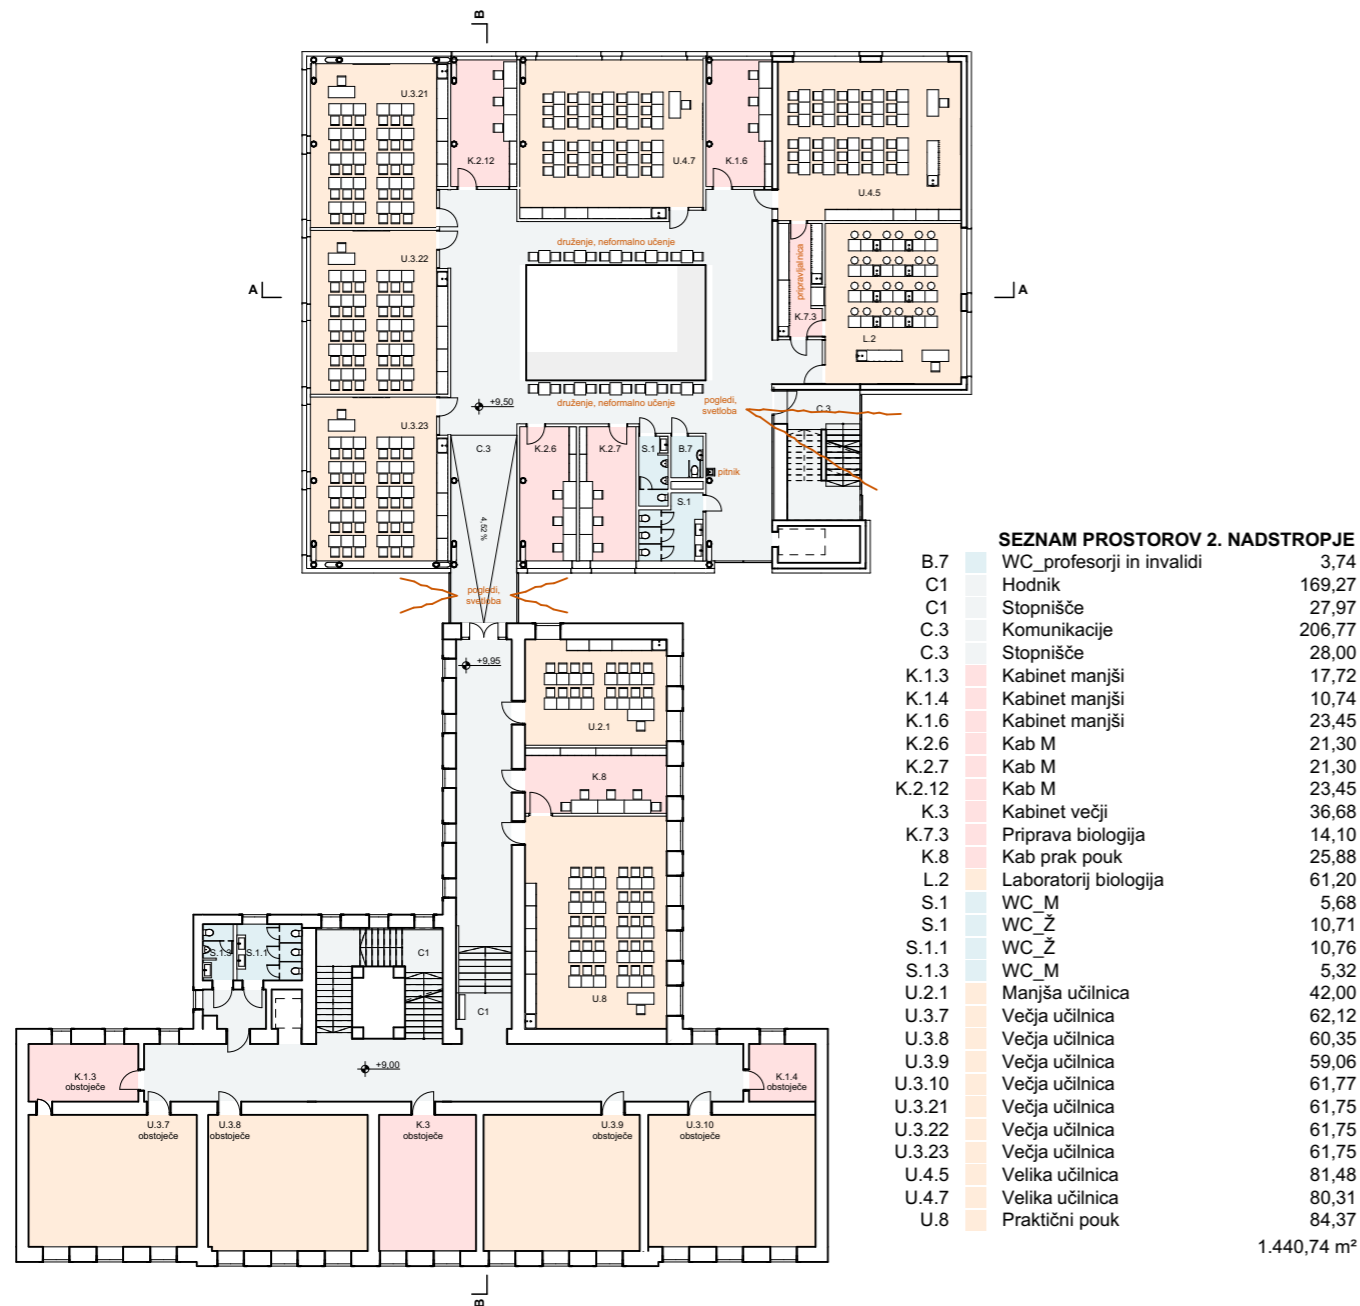 B
U.3.21
K.2.12
U.4.7
K.1.6
U.4.5
U.3.22
druženje, neformalno učenje
pripravljalnica
A
A
K.7.3
L.2
druženje, neformalno učenje
+9,50
pogledi,
svetloba
C.3
U.3.23
C.3
K.2.6
K.2.7
S.1
B.7
pitnik
S.1
4.52 %
pogledi,
svetloba
+9,95
U.2.1
K.8
U.8
S.1.3
S.1.1
C1
C1
+9,00
K.1.3
obstoječe
K.1.4
obstoječe
U.3.7
obstoječe
U.3.8
obstoječe
K.3
obstoječe
U.3.9
obstoječe
U.3.10
obstoječe
B
SEZNAM PROSTOROV 2. NADSTROPJE
B.7 WC_profesorji in invalidi 3,74
C1 Hodnik 169,27
C1 Stopnišče 27,97
C.3 Komunikacije 206,77
C.3 Stopnišče 28,00
K.1.3 Kabinet manjši 17,72
K.1.4 Kabinet manjši 10,74
K.1.6 Kabinet manjši 23,45
K.2.6 Kab M 21,30
K.2.7 Kab M 21,30
K.2.12 Kab M 23,45
K.3 Kabinet večji 36,68
K.7.3 Priprava biologija 14,10
K.8 Kab prak pouk 25,88
L.2 Laboratorij biologija 61,20
S.1 WC_M 5,68
S.1 WC_Ž 10,71
S.1.1 WC_Ž 10,76
S.1.3 WC_M 5,32
U.2.1 Manjša učilnica 42,00
U.3.7 Večja učilnica 62,12
U.3.8 Večja učilnica 60,35
U.3.9 Večja učilnica 59,06
U.3.10 Večja učilnica 61,77
U.3.21 Večja učilnica 61,75
U.3.22 Večja učilnica 61,75
U.3.23 Večja učilnica 61,75
U.4.5 Velika učilnica 81,48
U.4.7 Velika učilnica 80,31
U.8 Praktični pouk 84,37
1.440,74 m²